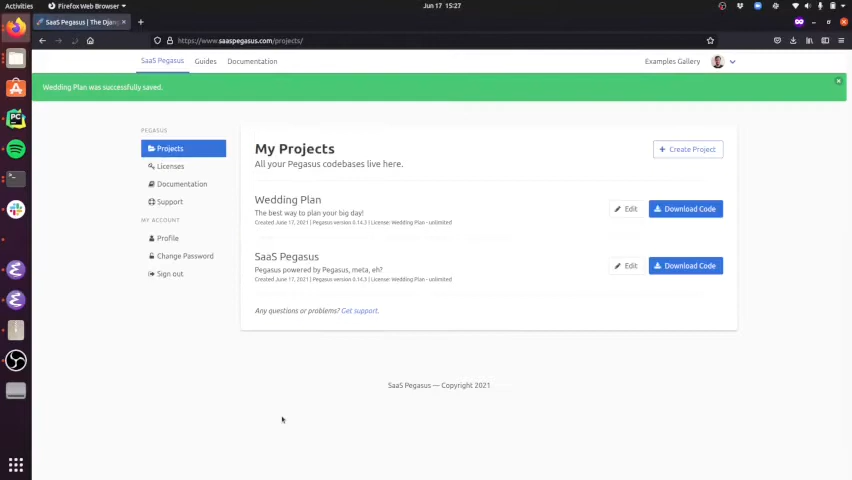 Activities
Firefox Web Browser
Jun 17 15:27
SaaS Pegasus | The Djan
https://www.saaspegasus.com/projects/
SaaS Pegasus
Guides
Documentation
Examples Gallery
Wedding Plan was successfully saved.
PEGASUS
Projects
Licenses
Documentation
Support
MY ACCOUNT
Profile
Change Password
Sign out
My Projects
All your Pegasus codebases live here.
+ Create Project
Wedding Plan
The best way to plan your big day!
Created June 17, 2021 | Pegasus version 0.14.3 | License: Wedding Plan - unlimited
Edit
Download Code
SaaS Pegasus
Pegasus powered by Pegasus, meta, eh?
Created June 17, 2021 | Pegasus version 0.14.3 | License: Wedding Plan - unlimited
Edit
Download Code
Any questions or problems? Get support.
SaaS Pegasus — Copyright 2021